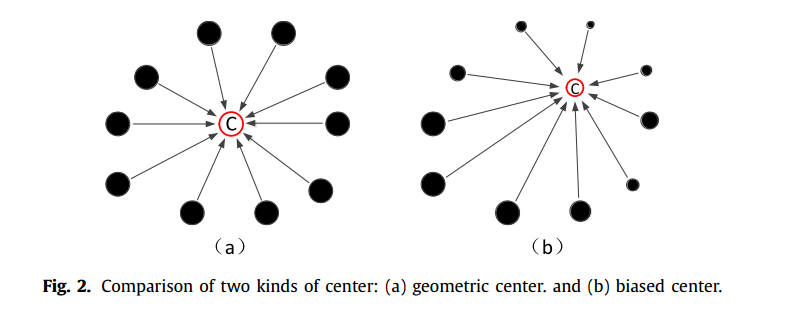 C
C
(a)
(b)
Fig. 2. Comparison of two kinds of center: (a) geometric center. and (b) biased center.